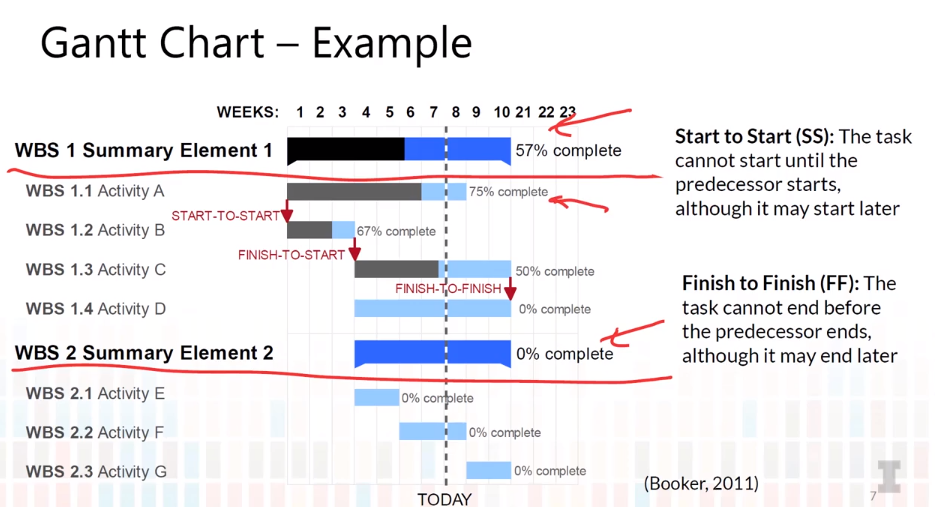 Gantt Chart – Example
WEEKS: 1 2 3 4 5 6 7 8 9 10 21 22 23
WBS 1 Summary Element 1 57% complete
WBS 1.1 Activity A 75% complete
START-TO-START
WBS 1.2 Activity B 67% complete
FINISH-TO-START
WBS 1.3 Activity C 50% complete
FINISH-TO-FINISH
WBS 1.4 Activity D 0% complete
WBS 2 Summary Element 2 0% complete
WBS 2.1 Activity E 0% complete
WBS 2.2 Activity F 0% complete
WBS 2.3 Activity G 0% complete
TODAY
Start to Start (SS): The task
cannot start until the
predecessor starts,
although it may start later
Finish to Finish (FF): The
task cannot end before
the predecessor ends,
although it may end later
(Booker, 2011)
7
I